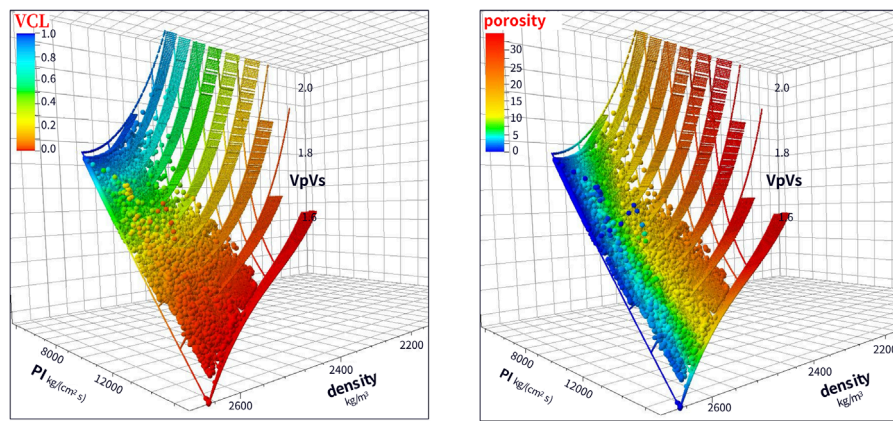 VCL
1.0
0.8
0.6
0.4
0.2
0.0
2.0
1.8
VpVs
1.6
8000
12000
PI kg/(cm² s)
2200
2400
2600
density
kg/m³
porosity
30
25
20
15
10
5
0
2.0
1.8
VpVs
1.6
8000
12000
PI kg/(cm² s)
2200
2400
2600
density
kg/m³